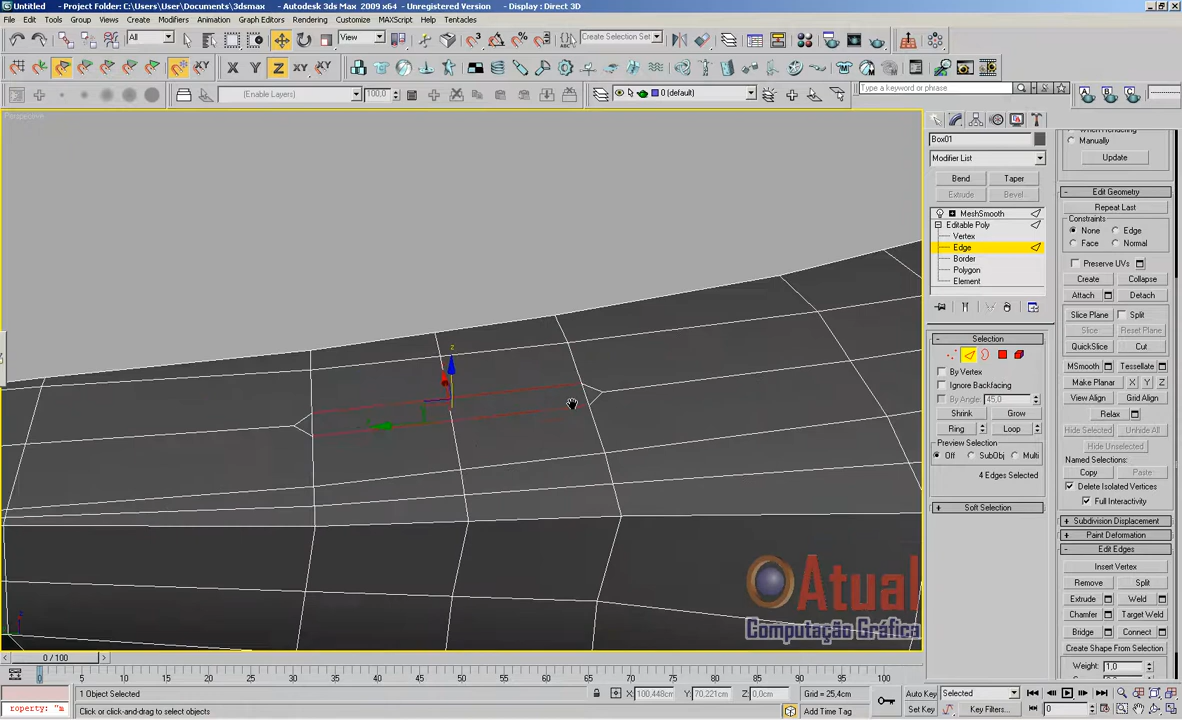 Untitled - Project Folder: C:\Users\User\Documents\3dsmax - Autodesk 3ds Max 2009 x64 - Unregistered Version - Display : Direct 3D
File Edit Tools Group Views Create Modifiers Animation Graph Editors Rendering Customize MAXScript Help Tentacles
All View Create Selection Set
X Y Z XY
(Enable Layers) 100,0 0 (default) Type a keyword or phrase A B C
Perspective
Box01
Modifier List
Bend Taper
Extrude Bevel
MeshSmooth
Editable Poly
Vertex
Edge
Border
Polygon
Element
Selection
By Vertex
Ignore Backfacing
By Angle: 45,0
Shrink Grow
Ring Loop
Preview Selection
Off SubObj Multi
4 Edges Selected
Soft Selection
When Rendering
Manually
Update
Edit Geometry
Repeat Last
Constraints
None Edge
Face Normal
Preserve UVs
Create Collapse
Attach Detach
Slice Plane Split
Slice Reset Plane
QuickSlice Cut
MSmooth Tessellate
Make Planar X Y Z
View Align Grid Align
Relax
Hide Selected Unhide All
Hide Unselected
Named Selections:
Copy Paste
Delete Isolated Vertices
Full Interactivity
Subdivision Displacement
Paint Deformation
Edit Edges
Insert Vertex
Remove Split
Extrude Weld
Chamfer Target Weld
Bridge Connect
Create Shape From Selection
Weight: 1,0
z
Atual
Computação Gráfica
0 / 100
0 5 10 15 20 25 30 35 40 45 50 55 60 65 70 75 80 85 90 95 100
1 Object Selected X: 100,448cm Y: 70,221cm Z: 0,0cm Grid = 25,4cm Auto Key Selected
roperty: "m Click or click-and-drag to select objects Add Time Tag Set Key Key Filters... 0